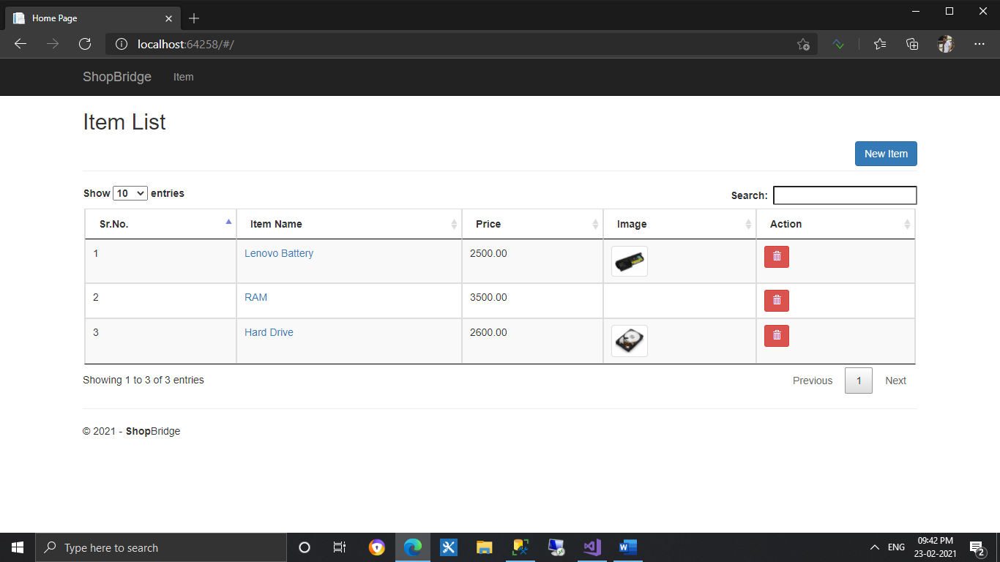 Home Page
localhost:64258/#/
ShopBridge Item
Item List
New Item
Show 10 entries
Search:
Sr.No. Item Name Price Image Action
1 Lenovo Battery 2500.00
2 RAM 3500.00
3 Hard Drive 2600.00
Showing 1 to 3 of 3 entries
Previous 1 Next
© 2021 - ShopBridge
Type here to search
ENG
09:42 PM
23-02-2021
2